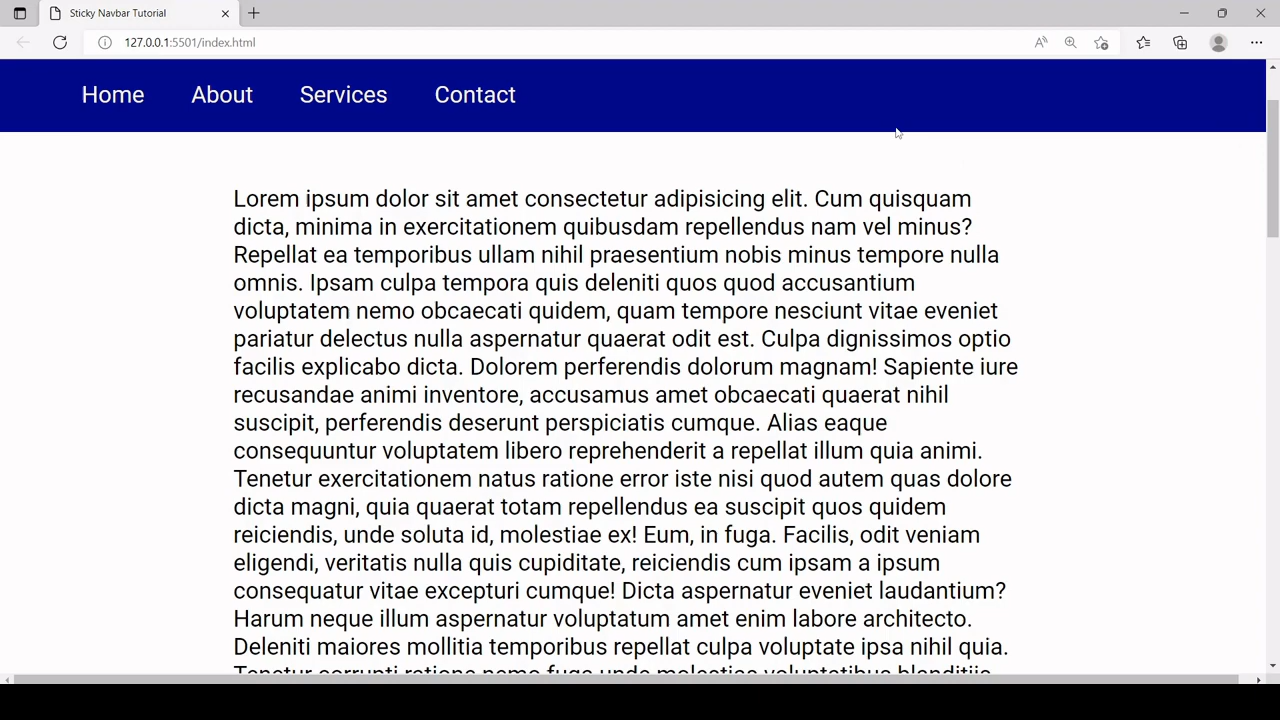 Sticky Navbar Tutorial
127.0.0.1:5501/index.html
Home About Services Contact
Lorem ipsum dolor sit amet consectetur adipisicing elit. Cum quisquam
dicta, minima in exercitationem quibusdam repellendus nam vel minus?
Repellat ea temporibus ullam nihil praesentium nobis minus tempore nulla
omnis. Ipsam culpa tempora quis deleniti quos quod accusantium
voluptatem nemo obcaecati quidem, quam tempore nesciunt vitae eveniet
pariatur delectus nulla aspernatur quaerat odit est. Culpa dignissimos optio
facilis explicabo dicta. Dolorem perferendis dolorum magnam! Sapiente iure
recusandae animi inventore, accusamus amet obcaecati quaerat nihil
suscipit, perferendis deserunt perspiciatis cumque. Alias eaque
consequuntur voluptatem libero reprehenderit a repellat illum quia animi.
Tenetur exercitationem natus ratione error iste nisi quod autem quas dolore
dicta magni, quia quaerat totam repellendus ea suscipit quos quidem
reiciendis, unde soluta id, molestiae ex! Eum, in fuga. Facilis, odit veniam
eligendi, veritatis nulla quis cupiditate, reiciendis cum ipsam a ipsum
consequatur vitae excepturi cumque! Dicta aspernatur eveniet laudantium?
Harum neque illum aspernatur voluptatum amet enim labore architecto.
Deleniti maiores mollitia temporibus repellat culpa voluptate ipsa nihil quia.
Tenetur corrupti ratione nemo fuga unde molestias voluptatibus blanditiis